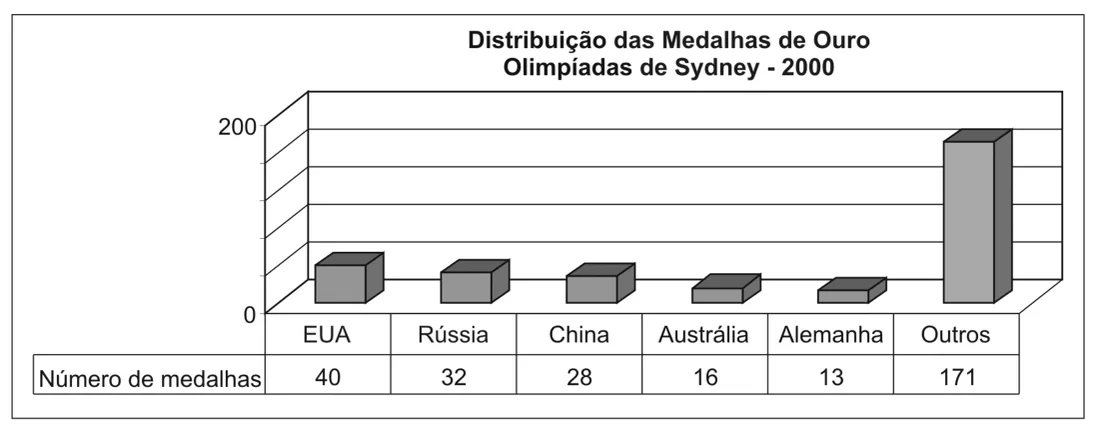 Distribuição das Medalhas de Ouro
Olimpíadas de Sydney - 2000
200
0
EUA Rússia China Austrália Alemanha Outros
Número de medalhas 40 32 28 16 13 171